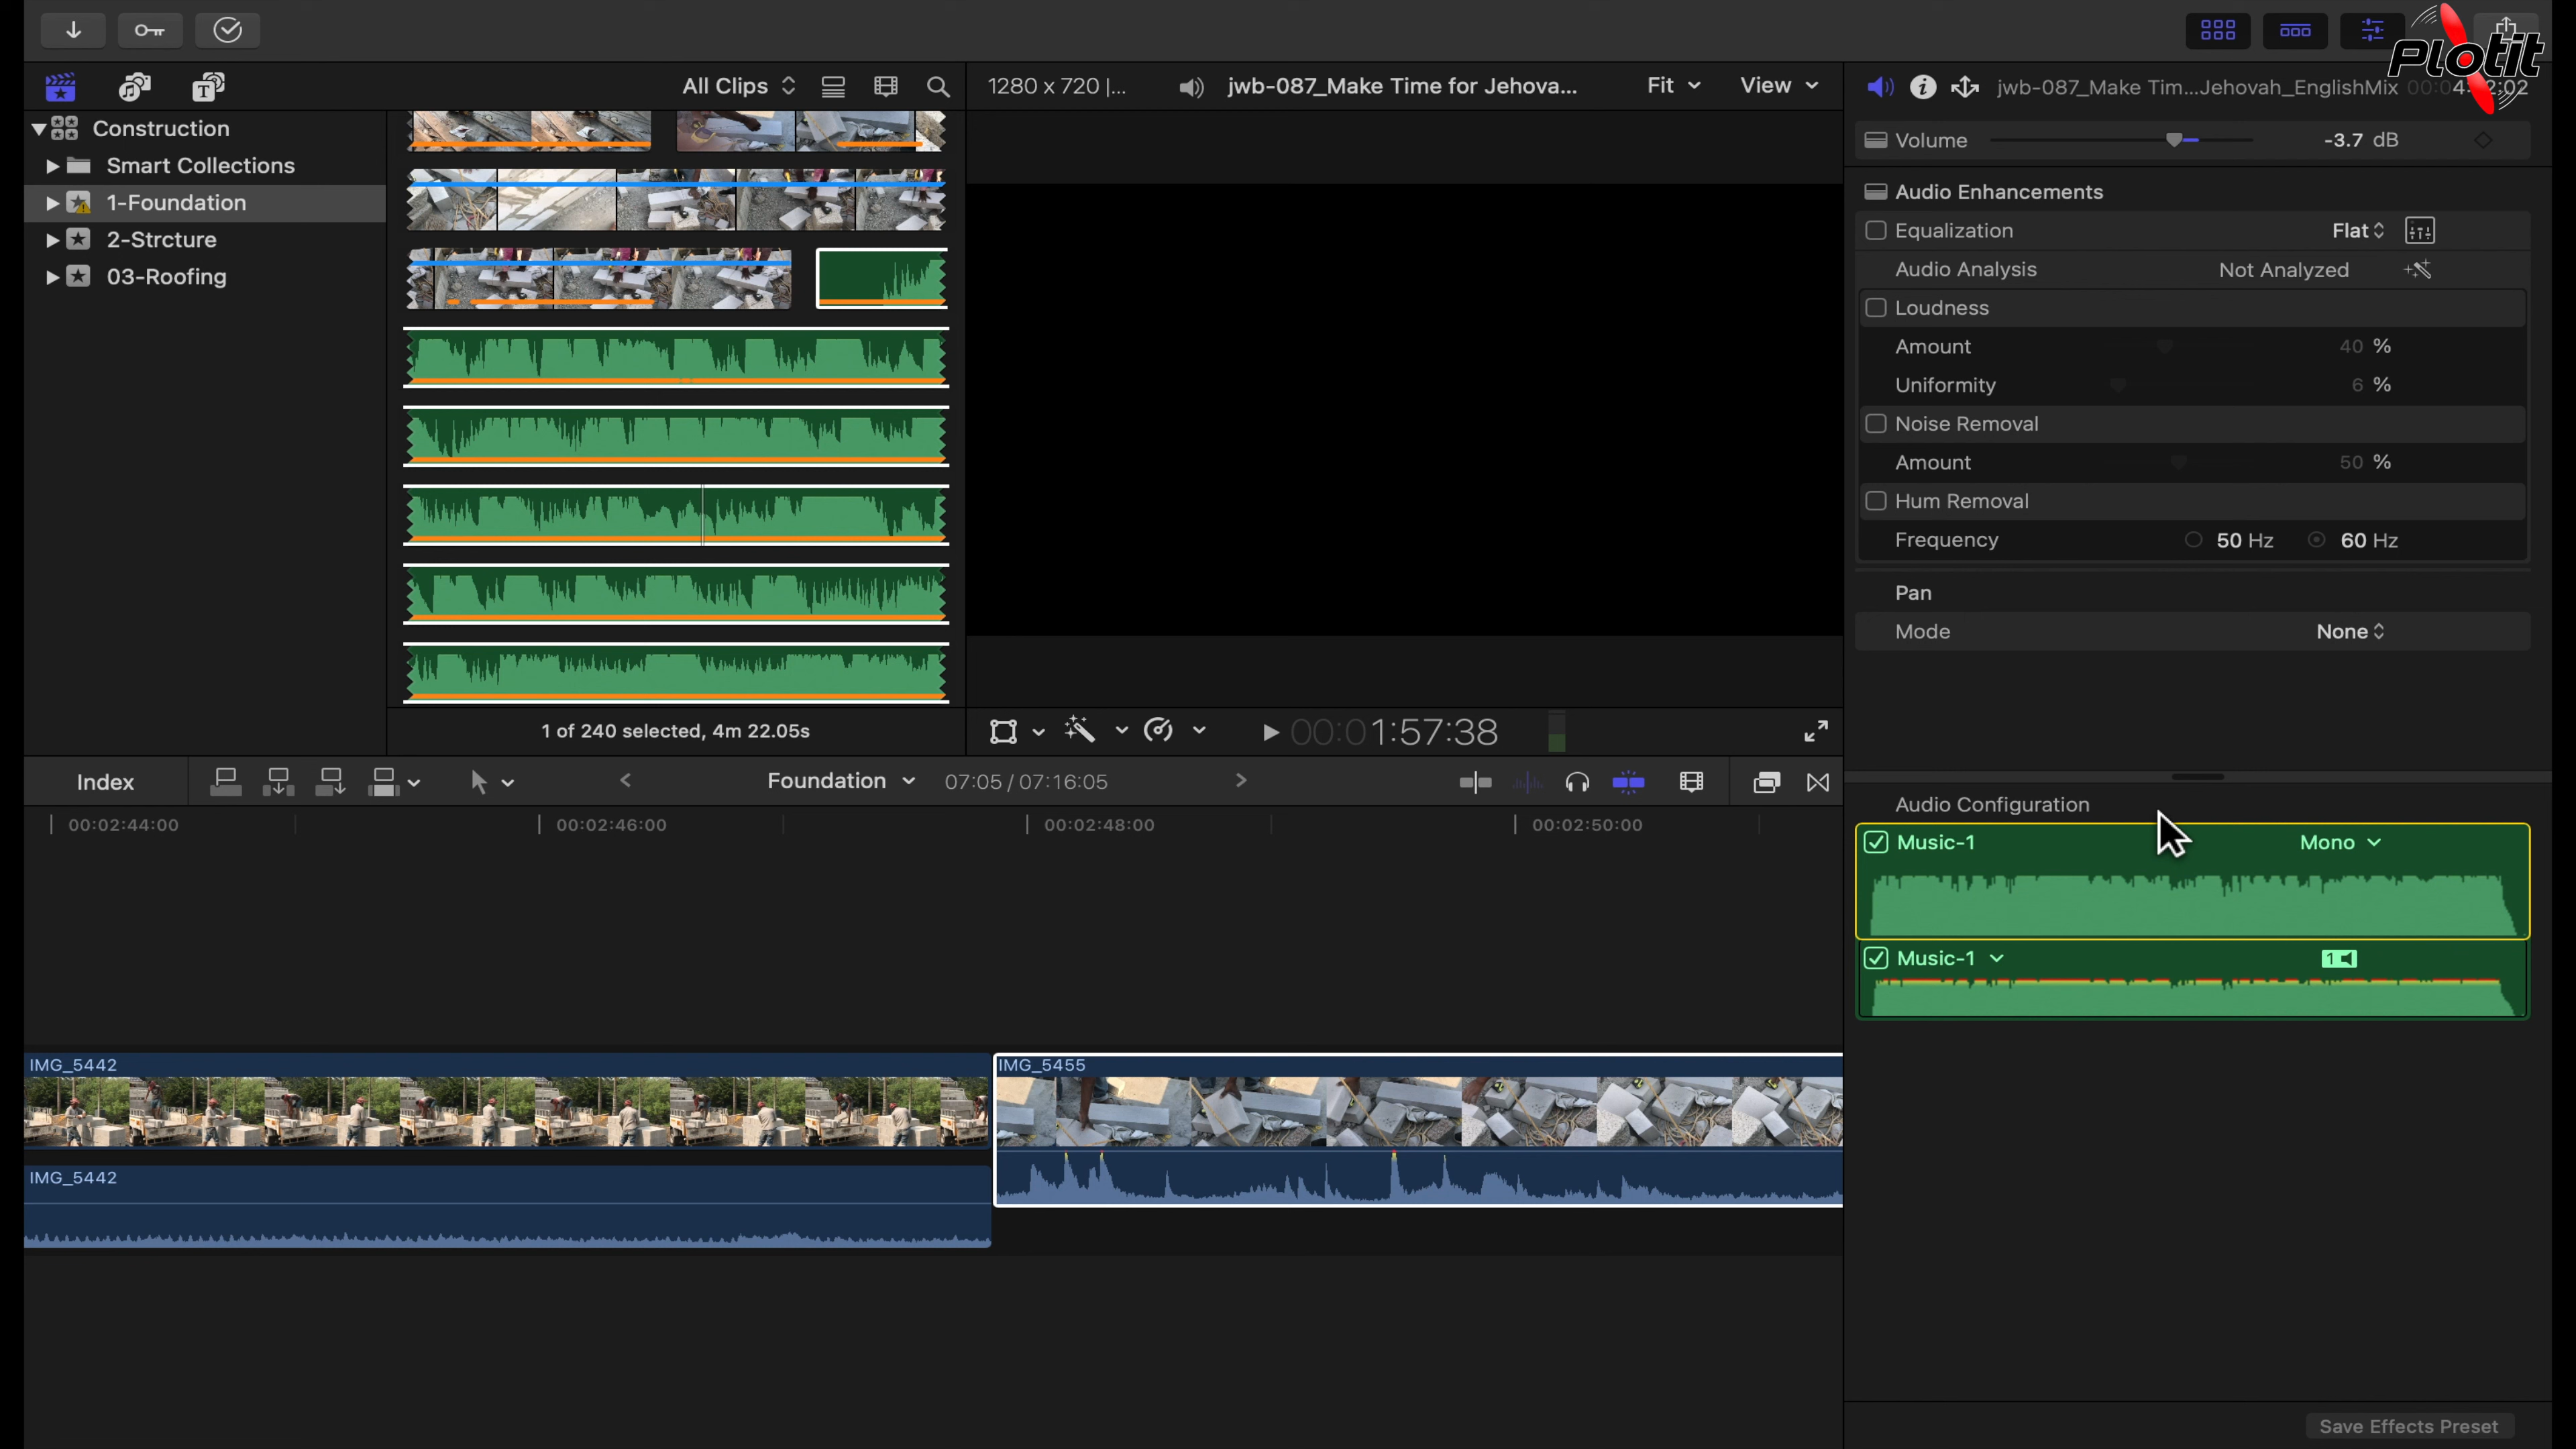 Plotit
All Clips
1280 x 720 |...
jwb-087_Make Time for Jehova...
Fit
View
jwb-087_Make Tim...Jehovah_EnglishMix
Construction
Smart Collections
1-Foundation
2-Strcture
03-Roofing
Volume
-3.7 dB
Audio Enhancements
Equalization
Flat
Audio Analysis
Not Analyzed
Loudness
Amount
40 %
Uniformity
6 %
Noise Removal
Amount
50 %
Hum Removal
Frequency
50 Hz
60 Hz
Pan
Mode
None
1 of 240 selected, 4m 22.05s
00:01:57:38
Index
Foundation
07:05 / 07:16:05
00:02:44:00
00:02:46:00
00:02:48:00
00:02:50:00
Audio Configuration
Music-1
Mono
Music-1
1
IMG_5442
IMG_5455
IMG_5442
Save Effects Preset